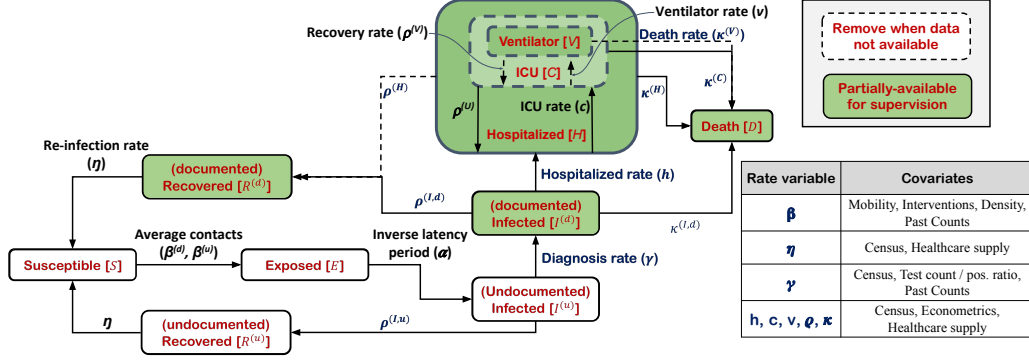 Recovery rate (ρ⁽ⱽ⁾)
Ventilator rate (v)
Ventilator [V]
Death rate (κ⁽ⱽ⁾)
ICU [C]
ρ⁽ᴴ⁾
ρ⁽ᵁ⁾
ICU rate (c)
κ⁽ᴴ⁾
κ^(C)
Hospitalized [H]
Death [D]
Remove when data
not available
Partially-available
for supervision
Re-infection rate
(η)
(documented)
Recovered [R^(d)]
Hospitalized rate (h)
ρ^(I,d)
(documented)
Infected [I^(d)]
κ^(I,d)
Susceptible [S]
Average contacts
(β^(d), β^(u))
Exposed [E]
Inverse latency
period (α)
Diagnosis rate (γ)
(Undocumented)
Infected [I^(u)]
η
(undocumented)
Recovered [R^(u)]
ρ^(I,u)
Rate variable Covariates
β Mobility, Interventions, Density,
Past Counts
η Census, Healthcare supply
γ Census, Test count / pos. ratio,
Past Counts
h, c, v, ϱ, κ Census, Econometrics,
Healthcare supply